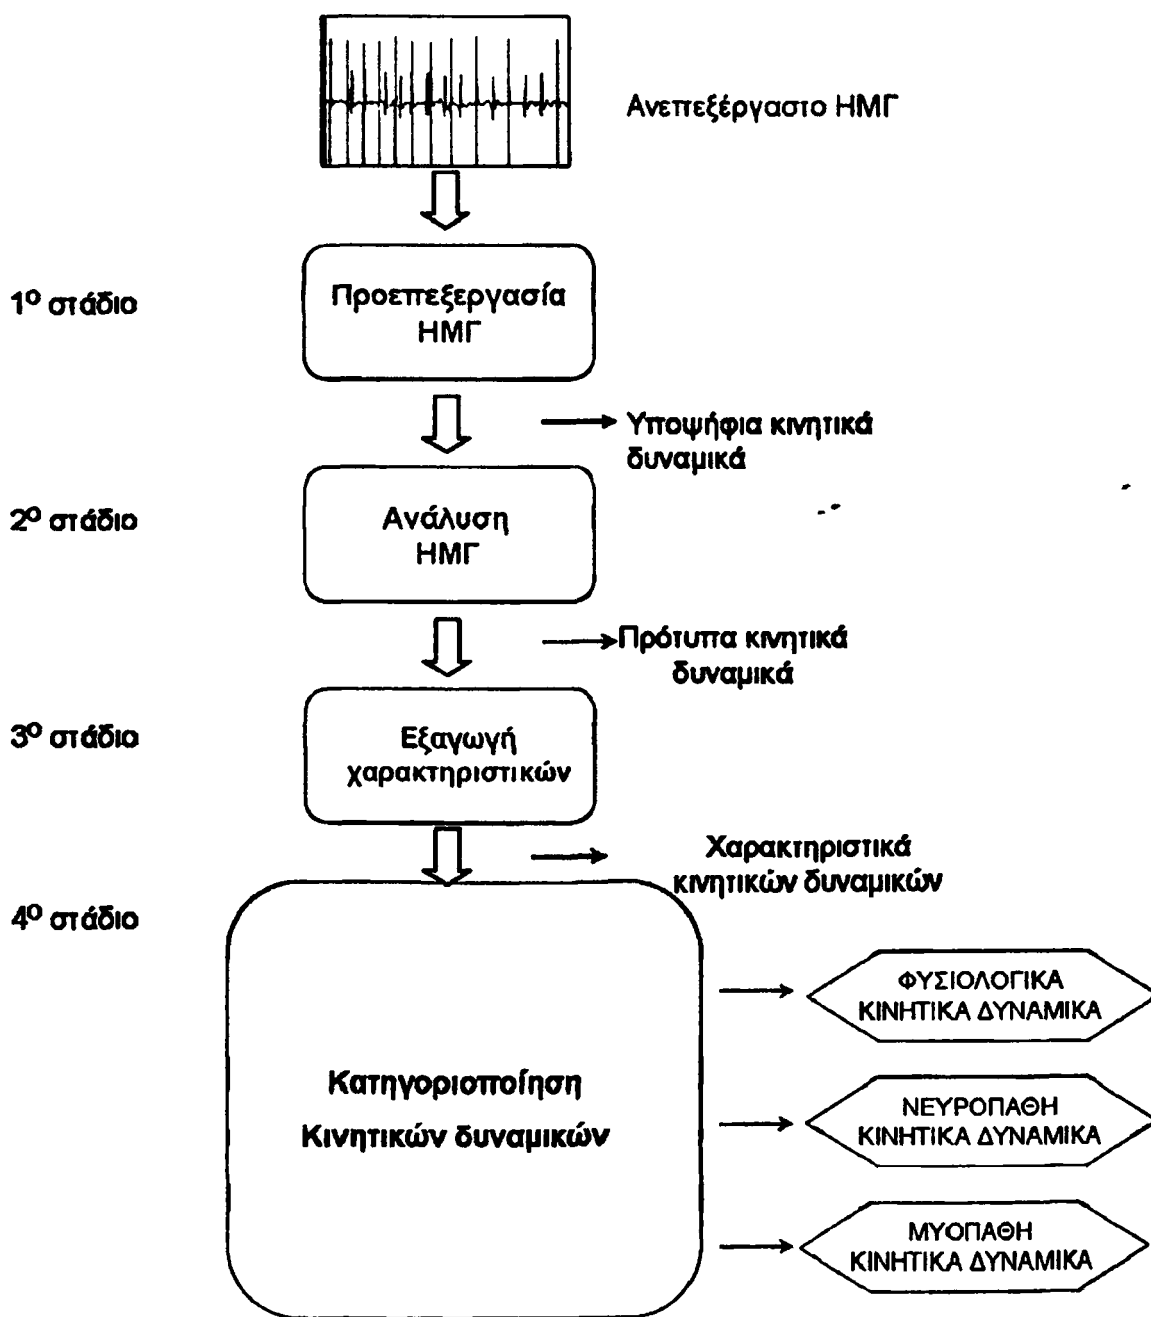 Ανεπεξέργαστο ΗΜΓ
1ο στάδιο
Προεπεξεργασία
ΗΜΓ
Υποψήφια κινητικά
δυναμικά
2ο στάδιο
Ανάλυση
ΗΜΓ
Πρότυπα κινητικά
δυναμικά
3ο στάδιο
Εξαγωγή
χαρακτηριστικών
Χαρακτηριστικά
κινητικών δυναμικών
4ο στάδιο
Κατηγοριοποίηση
Κινητικών δυναμικών
ΦΥΣΙΟΛΟΓΙΚΑ
ΚΙΝΗΤΙΚΑ ΔΥΝΑΜΙΚΑ
ΝΕΥΡΟΠΑΘΗ
ΚΙΝΗΤΙΚΑ ΔΥΝΑΜΙΚΑ
ΜΥΟΠΑΘΗ
ΚΙΝΗΤΙΚΑ ΔΥΝΑΜΙΚΑ